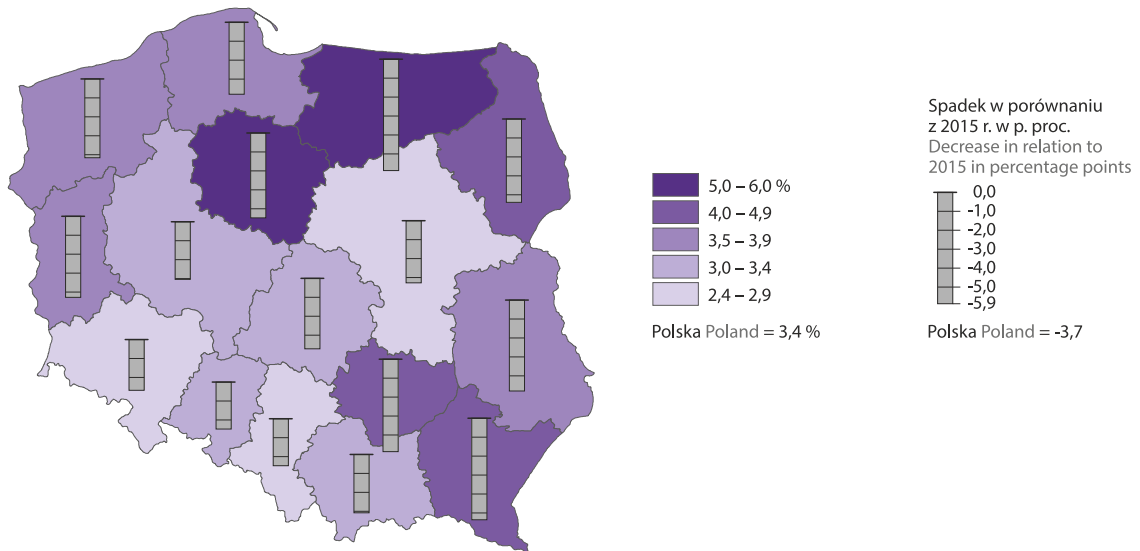 5,0 – 6,0 %
4,0 – 4,9
3,5 – 3,9
3,0 – 3,4
2,4 – 2,9
Polska Poland = 3,4 %
Spadek w porównaniu
z 2015 r. w p. proc.
Decrease in relation to
2015 in percentage points
0,0
-1,0
-2,0
-3,0
-4,0
-5,0
-5,9
Polska Poland = -3,7